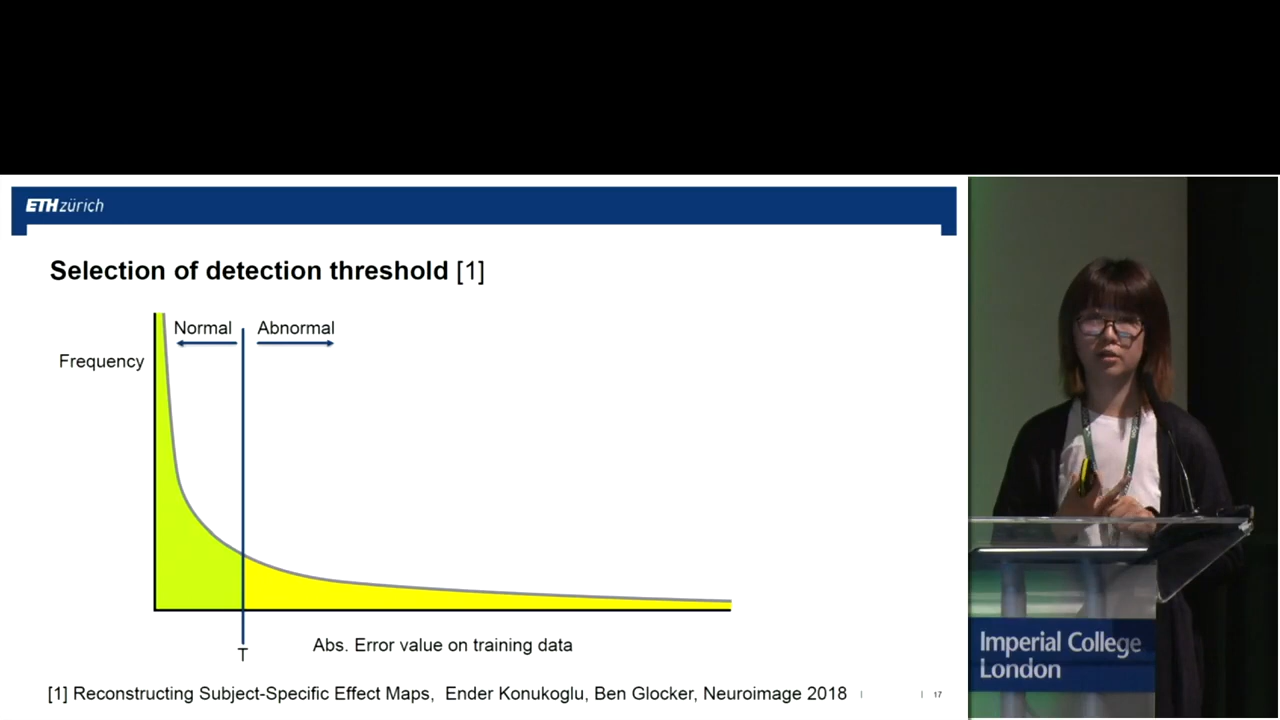 ETH zürich
Selection of detection threshold [1]
Normal
Abnormal
Frequency
T
Abs. Error value on training data
[1] Reconstructing Subject-Specific Effect Maps, Ender Konukoglu, Ben Glocker, Neuroimage 2018
17
Imperial College
London